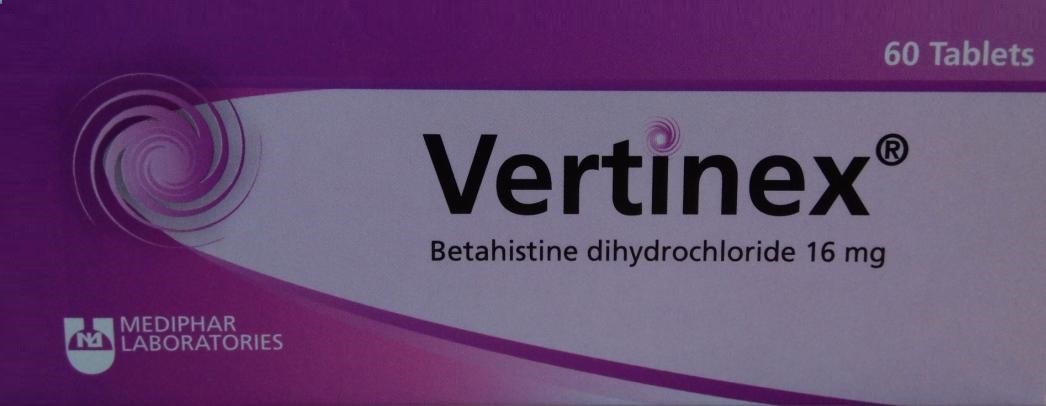 60 Tablets
Vertinex®
Betahistine dihydrochloride 16 mg
MEDIPHAR
LABORATORIES